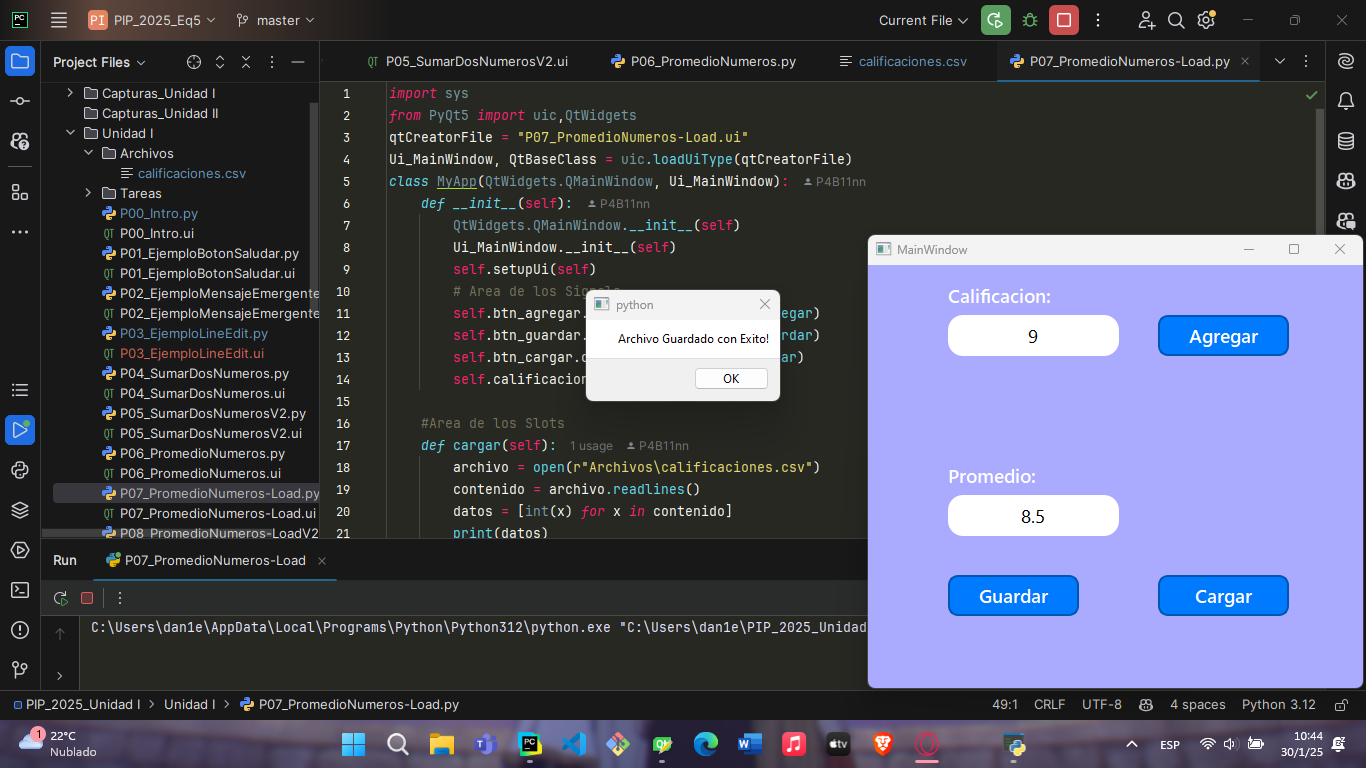 PC
PI PIP_2025_Eq5
master
Current File
Project Files
Capturas_Unidad I
Capturas_Unidad II
Unidad I
Archivos
calificaciones.csv
Tareas
P00_Intro.py
P00_Intro.ui
P01_EjemploBotonSaludar.py
P01_EjemploBotonSaludar.ui
P02_EjemploMensajeEmergente
P02_EjemploMensajeEmergente
P03_EjemploLineEdit.py
P03_EjemploLineEdit.ui
P04_SumarDosNumeros.py
P04_SumarDosNumeros.ui
P05_SumarDosNumerosV2.py
P05_SumarDosNumerosV2.ui
P06_PromedioNumeros.py
P06_PromedioNumeros.ui
P07_PromedioNumeros-Load.py
P07_PromedioNumeros-Load.ui
P08_PromedioNumeros-LoadV2
P05_SumarDosNumerosV2.ui
P06_PromedioNumeros.py
calificaciones.csv
P07_PromedioNumeros-Load.py
1 import sys
2 from PyQt5 import uic,QtWidgets
3 qtCreatorFile = "P07_PromedioNumeros-Load.ui"
4 Ui_MainWindow, QtBaseClass = uic.loadUiType(qtCreatorFile)
5 class MyApp(QtWidgets.QMainWindow, Ui_MainWindow): P4B11nn
6 def __init__(self): P4B11nn
7 QtWidgets.QMainWindow.__init__(self)
8 Ui_MainWindow.__init__(self)
9 self.setupUi(self)
10 # Area de los
11 self.btn_agregar.
12 self.btn_guardar.
13 self.btn_cargar.
14 self.
15
16 #Area de los Slots
17 def cargar(self): 1 usage P4B11nn
18 archivo = open(r"Archivos\calificaciones.csv")
19 contenido = archivo.readlines()
20 datos = [int(x) for x in contenido]
21 print(datos)
python
Archivo Guardado con Exito!
OK
MainWindow
Calificacion:
9
Agregar
Promedio:
8.5
Guardar
Cargar
Run
P07_PromedioNumeros-Load
C:\Users\dan1e\AppData\Local\Programs\Python\Python312\python.exe "C:\Users\dan1e\PIP_2025_Unidad
PIP_2025_Unidad I
Unidad I
P07_PromedioNumeros-Load.py
49:1
CRLF
UTF-8
4 spaces
Python 3.12
1
22°C
Nublado
ESP
10:44
30/1/25